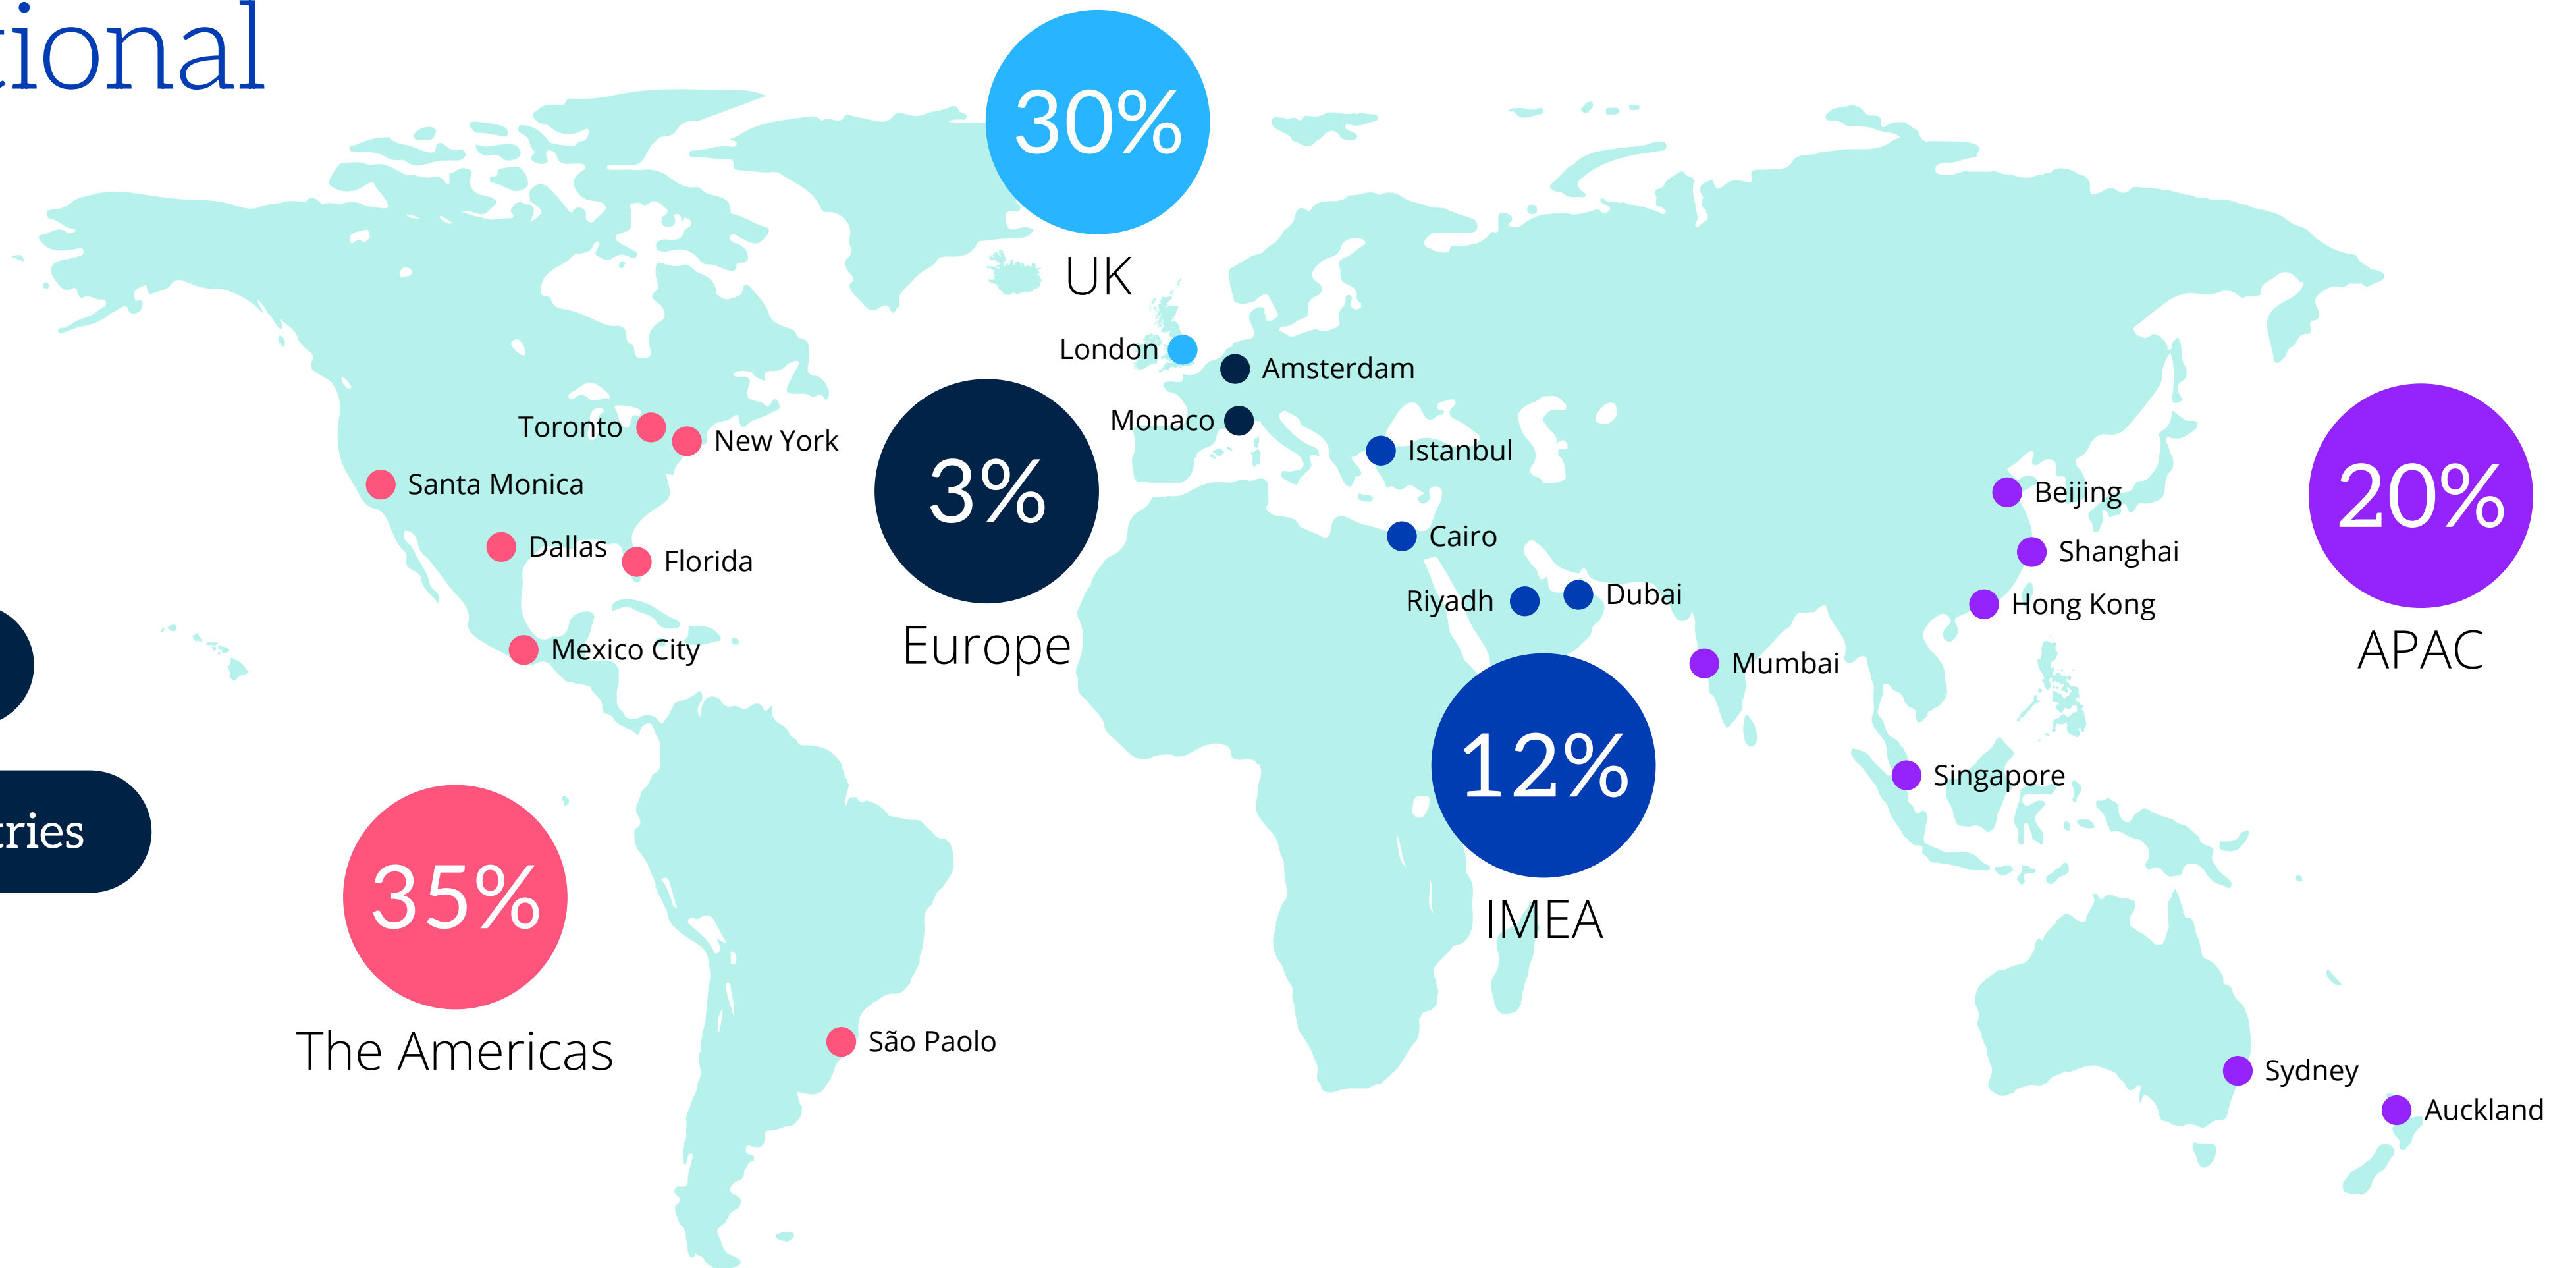 tional
30%
UK
London
Amsterdam
Monaco
Toronto
New York
Istanbul
3%
Europe
Santa Monica
Beijing
20%
APAC
Dallas
Florida
Cairo
Shanghai
Riyadh
Dubai
Hong Kong
Mexico City
Mumbai
12%
IMEA
Singapore
tries
35%
The Americas
São Paolo
Sydney
Auckland